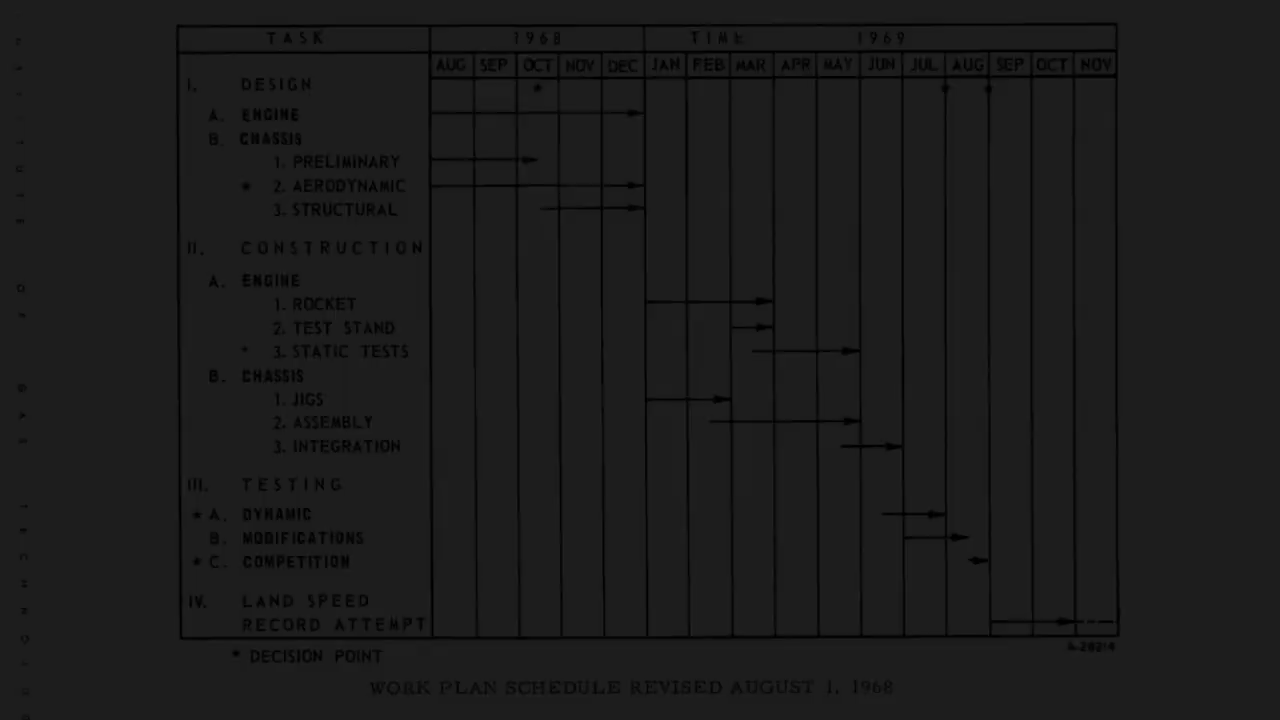 TASK 1968 TIME 1969
AUG SEP OCT NOV DEC JAN FEB MAR APR MAY JUN JUL AUG SEP OCT NOV
I. DESIGN * * *
A. ENGINE
B. CHASSIS
1. PRELIMINARY
* 2. AERODYNAMIC
3. STRUCTURAL
II. CONSTRUCTION
A. ENGINE
1. ROCKET
2. TEST STAND
* 3. STATIC TESTS
B. CHASSIS
1. JIGS
2. ASSEMBLY
3. INTEGRATION
III. TESTING
* A. DYNAMIC
B. MODIFICATIONS
* C. COMPETITION
IV. LAND SPEED
RECORD ATTEMPT
* DECISION POINT
WORK PLAN SCHEDULE REVISED AUGUST 1, 1968